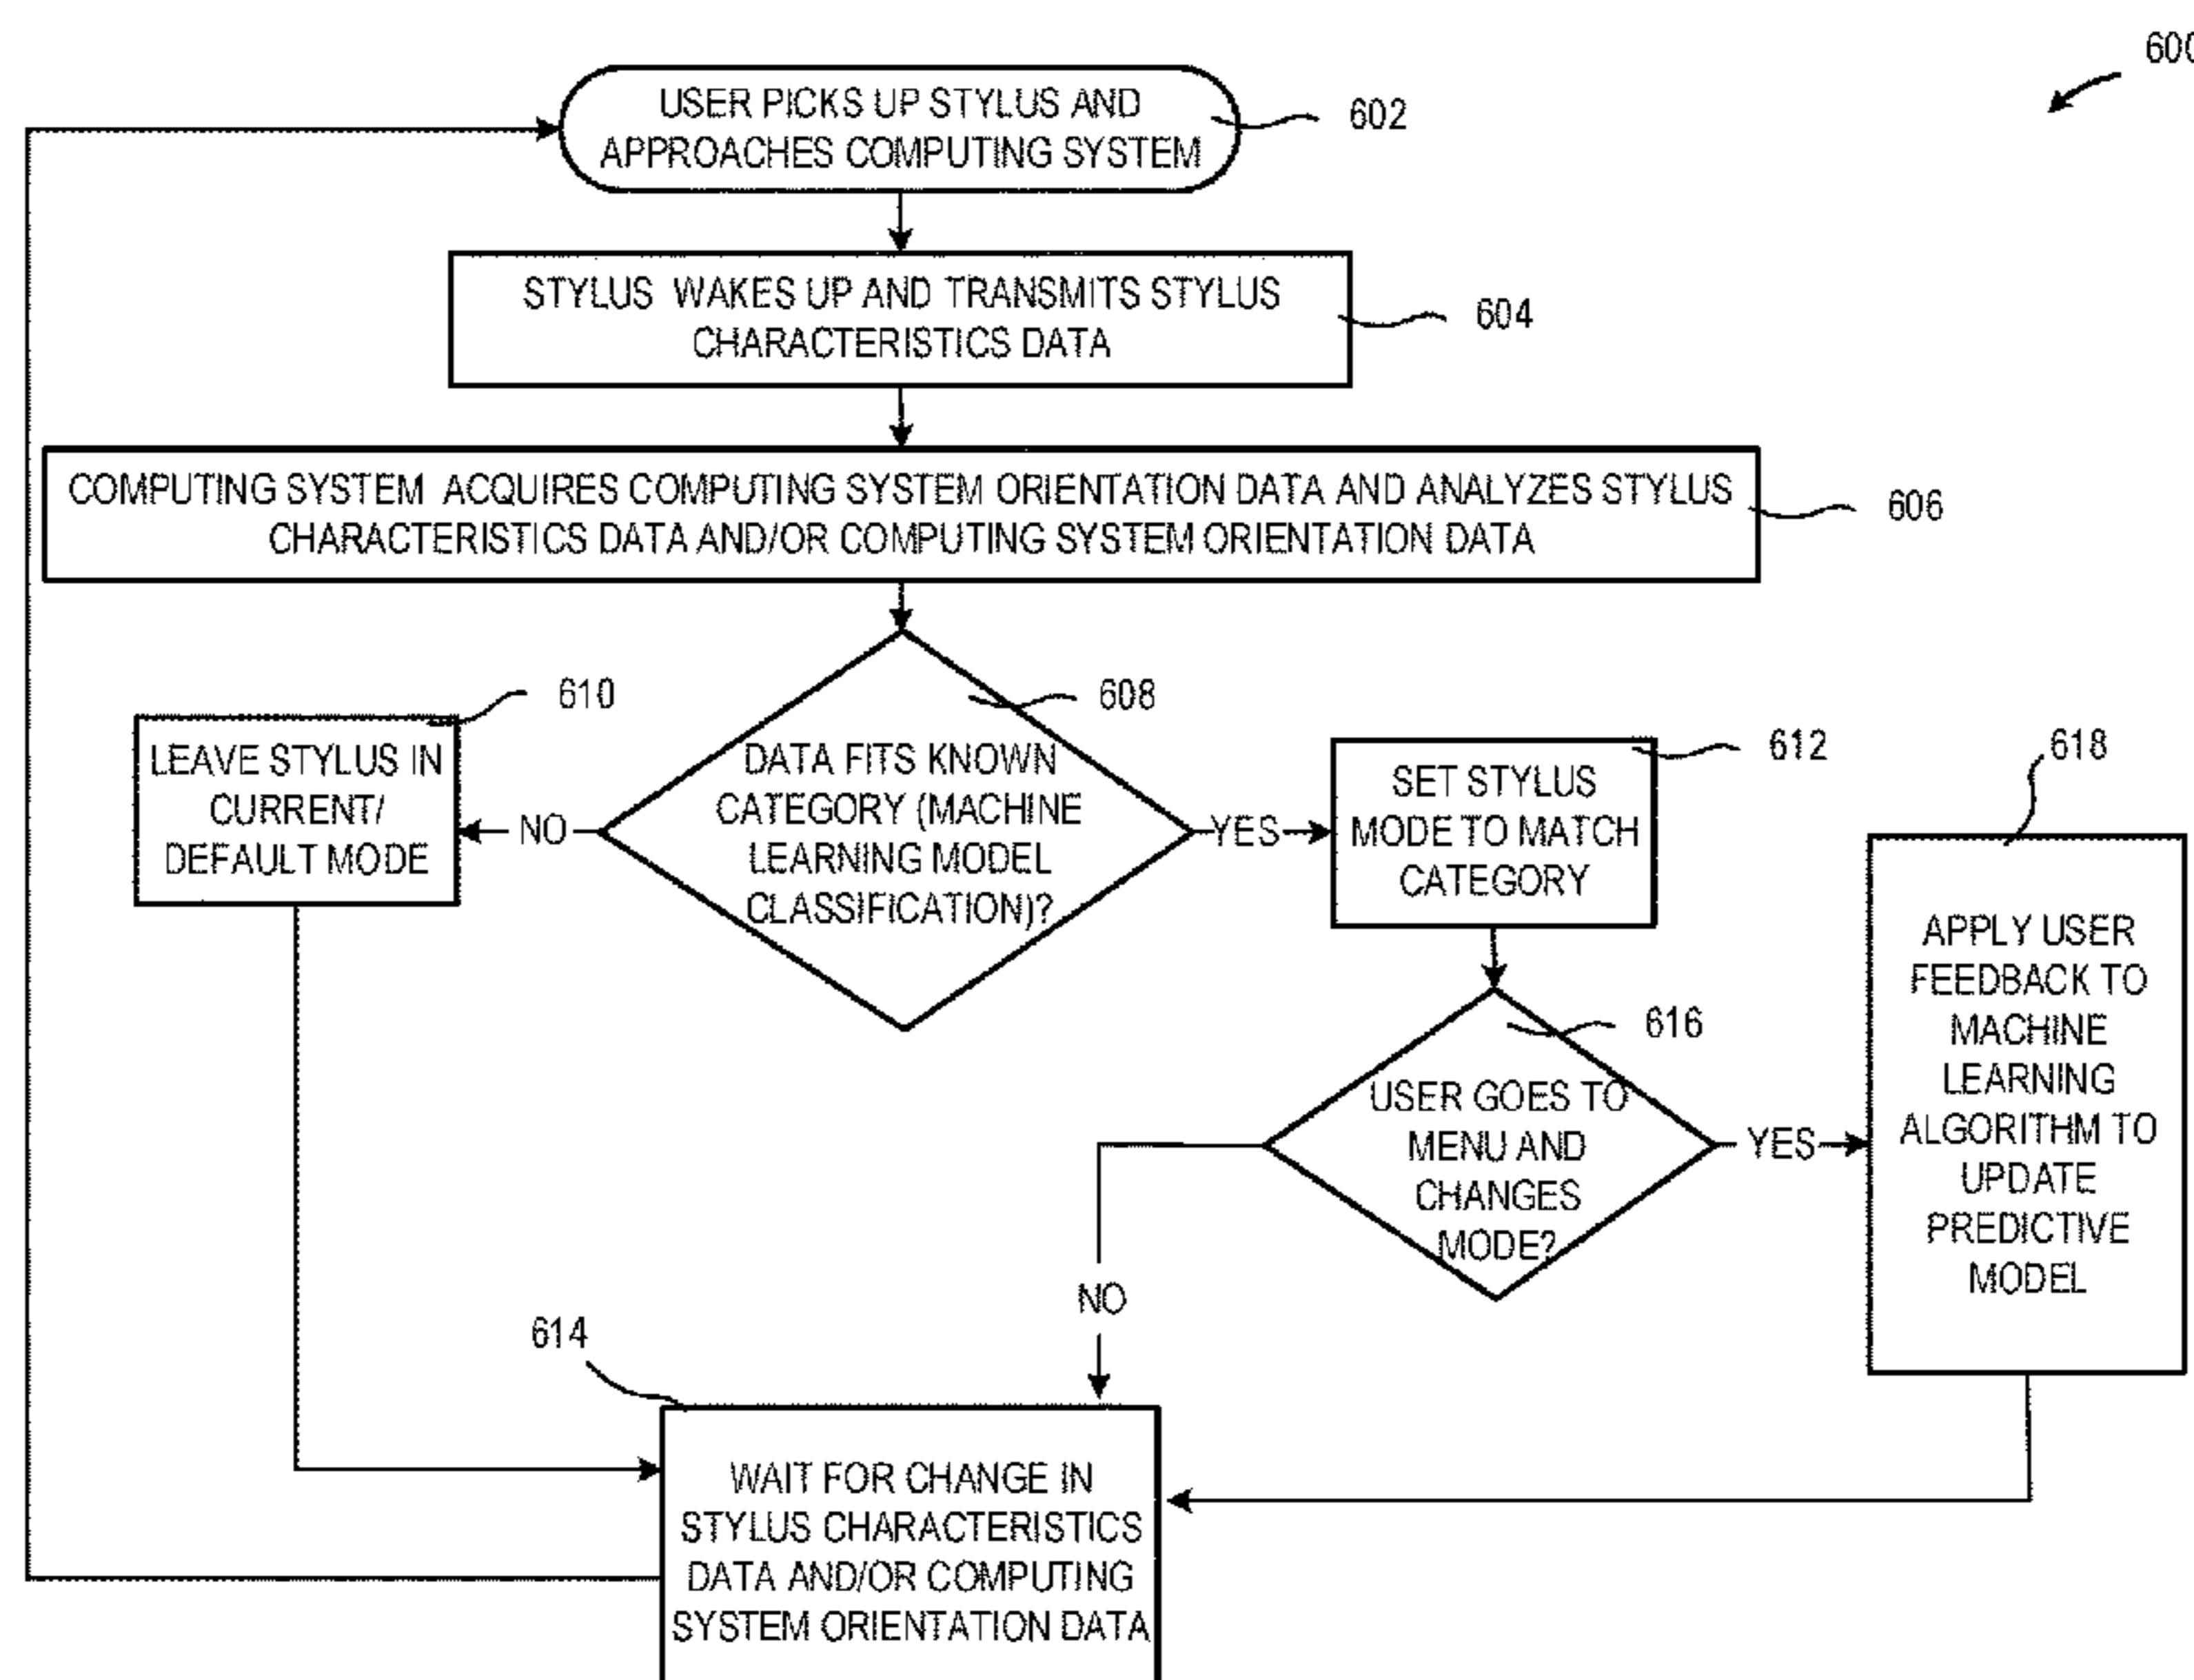 600
USER PICKS UP STYLUS AND
APPROACHES COMPUTING SYSTEM
602
STYLUS WAKES UP AND TRANSMITS STYLUS
CHARACTERISTICS DATA
604
COMPUTING SYSTEM ACQUIRES COMPUTING SYSTEM ORIENTATION DATA AND ANALYZES STYLUS
CHARACTERISTICS DATA AND/OR COMPUTING SYSTEM ORIENTATION DATA
606
610
LEAVE STYLUS IN
CURRENT/
DEFAULT MODE
NO
608
DATA FITS KNOWN
CATEGORY (MACHINE
LEARNING MODEL
CLASSIFICATION)?
YES
612
SET STYLUS
MODE TO MATCH
CATEGORY
616
USER GOES TO
MENU AND
CHANGES
MODE?
YES
618
APPLY USER
FEEDBACK TO
MACHINE
LEARNING
ALGORITHM TO
UPDATE
PREDICTIVE
MODEL
NO
614
WAIT FOR CHANGE IN
STYLUS CHARACTERISTICS
DATA AND/OR COMPUTING
SYSTEM ORIENTATION DATA